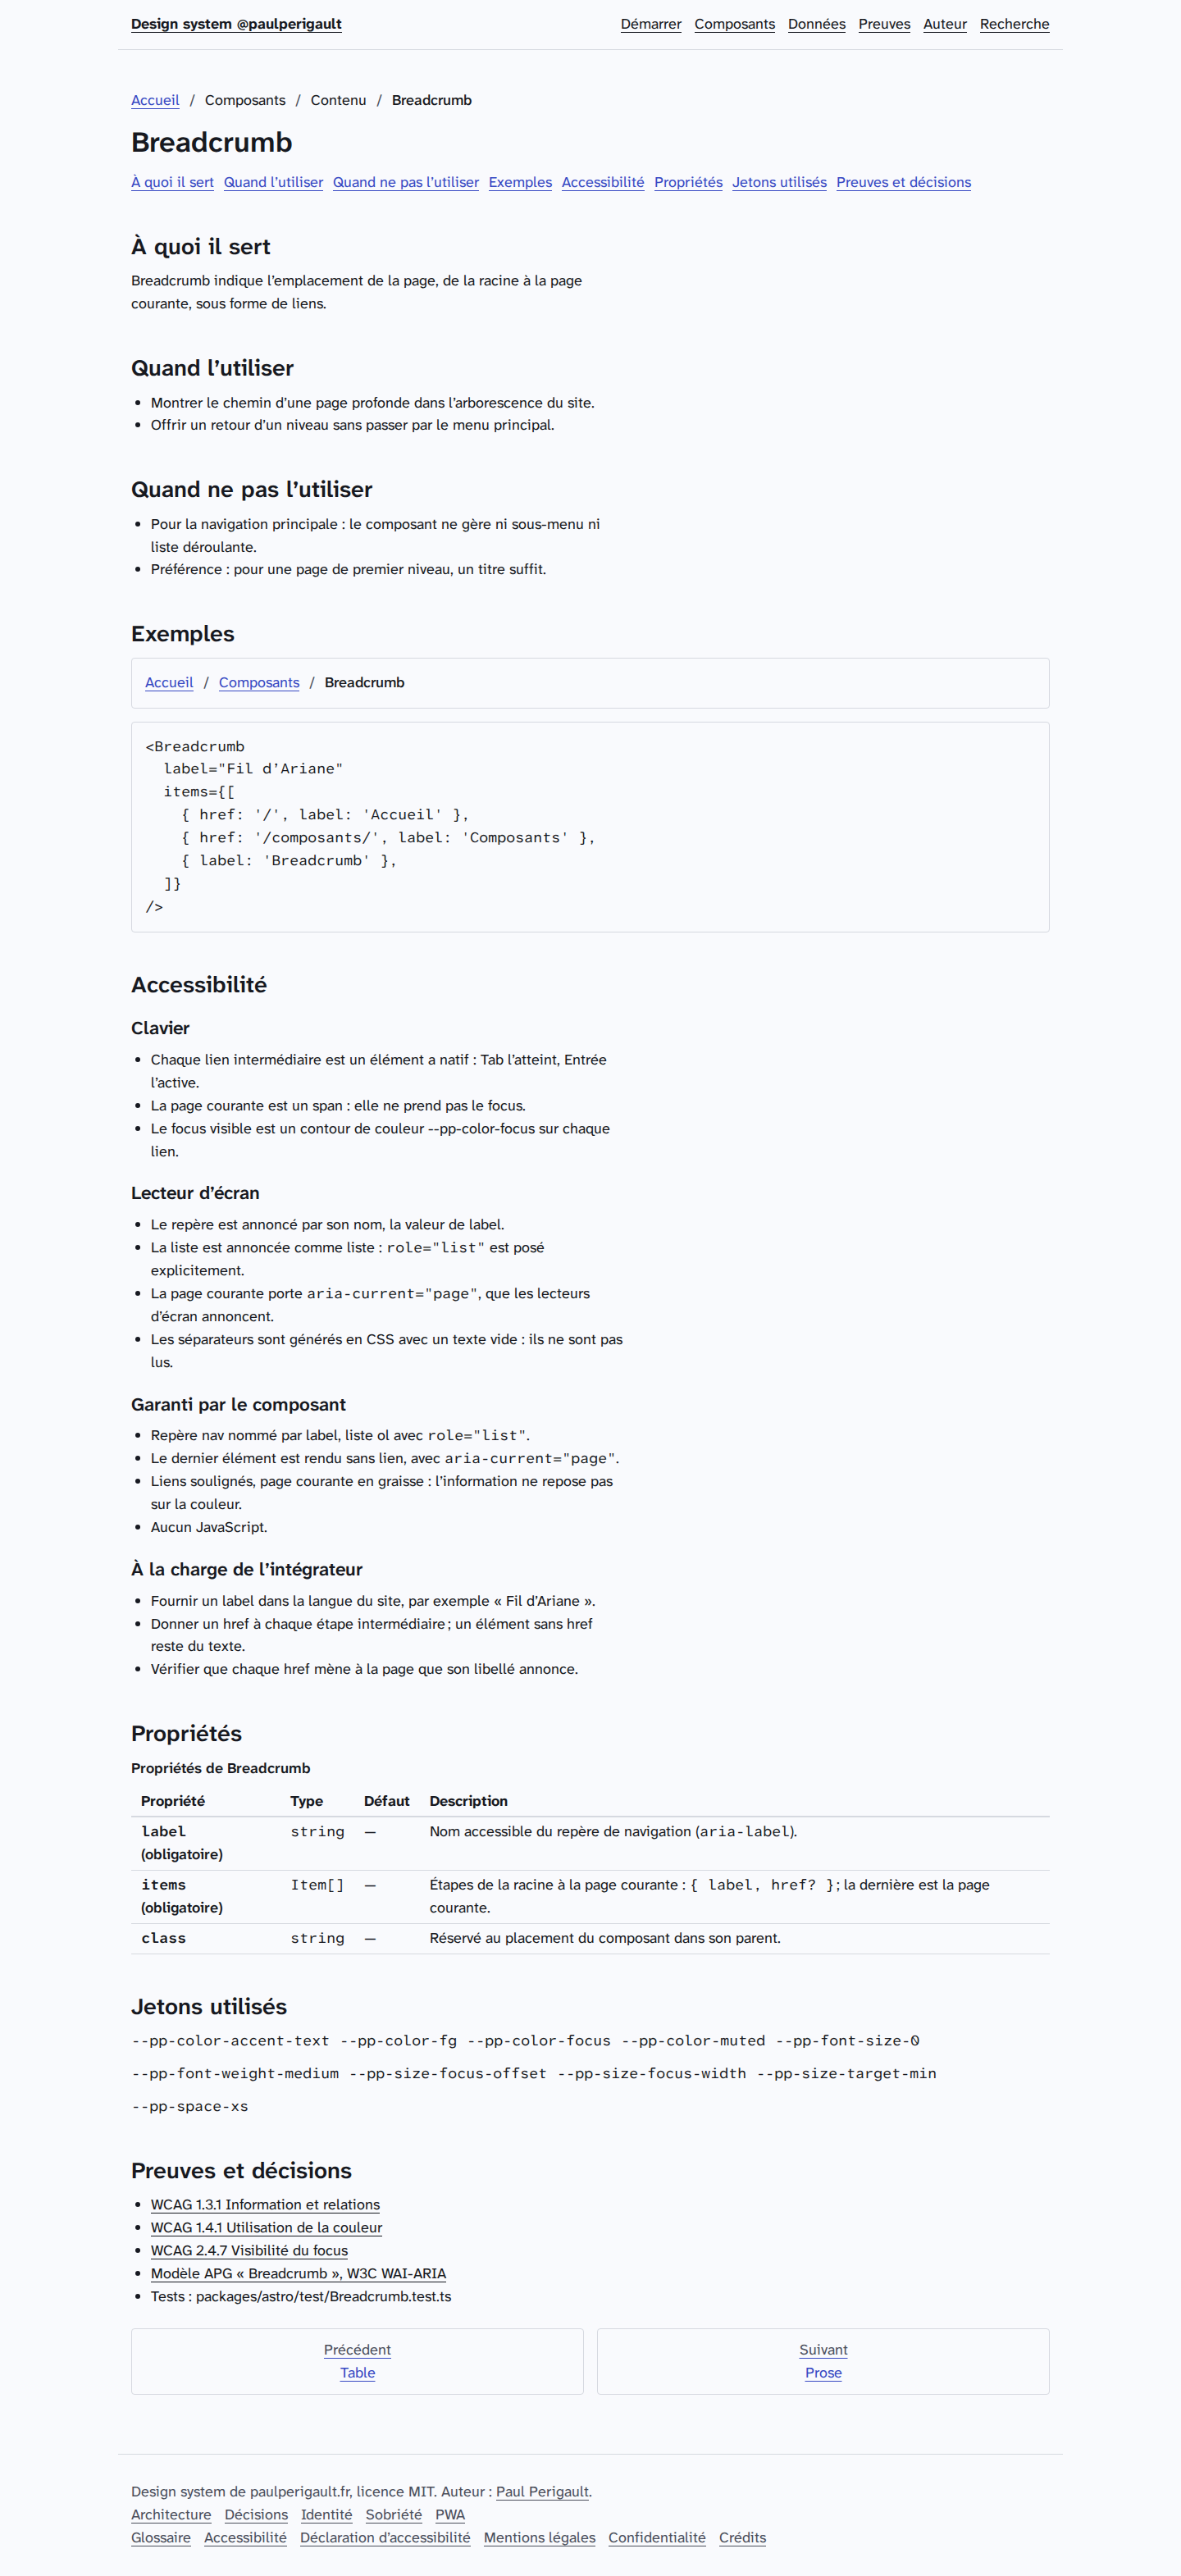 Design system @paulperigault
Démarrer Composants Données Preuves Auteur Recherche
Accueil / Composants / Contenu / Breadcrumb
Breadcrumb
À quoi il sert Quand l’utiliser Quand ne pas l’utiliser Exemples Accessibilité Propriétés Jetons utilisés Preuves et décisions
À quoi il sert
Breadcrumb indique l’emplacement de la page, de la racine à la page
courante, sous forme de liens.
Quand l’utiliser
• Montrer le chemin d’une page profonde dans l’arborescence du site.
• Offrir un retour d’un niveau sans passer par le menu principal.
Quand ne pas l’utiliser
• Pour la navigation principale : le composant ne gère ni sous-menu ni
liste déroulante.
• Préférence : pour une page de premier niveau, un titre suffit.
Exemples
Accueil / Composants / Breadcrumb
<Breadcrumb
  label="Fil d’Ariane"
  items={[
    { href: '/', label: 'Accueil' },
    { href: '/composants/', label: 'Composants' },
    { label: 'Breadcrumb' },
  ]}
/>
Accessibilité
Clavier
• Chaque lien intermédiaire est un élément a natif : Tab l’atteint, Entrée
l’active.
• La page courante est un span : elle ne prend pas le focus.
• Le focus visible est un contour de couleur --pp-color-focus sur chaque
lien.
Lecteur d’écran
• Le repère est annoncé par son nom, la valeur de label.
• La liste est annoncée comme liste : role="list" est posé
explicitement.
• La page courante porte aria-current="page", que les lecteurs
d’écran annoncent.
• Les séparateurs sont générés en CSS avec un texte vide : ils ne sont pas
lus.
Garanti par le composant
• Repère nav nommé par label, liste ol avec role="list".
• Le dernier élément est rendu sans lien, avec aria-current="page".
• Liens soulignés, page courante en graisse : l’information ne repose pas
sur la couleur.
• Aucun JavaScript.
À la charge de l’intégrateur
• Fournir un label dans la langue du site, par exemple « Fil d’Ariane ».
• Donner un href à chaque étape intermédiaire ; un élément sans href
reste du texte.
• Vérifier que chaque href mène à la page que son libellé annonce.
Propriétés
Propriétés de Breadcrumb
Propriété Type Défaut Description
label string — Nom accessible du repère de navigation (aria-label).
(obligatoire)
items Item[] — Étapes de la racine à la page courante : { label, href? } ; la dernière est la page
(obligatoire) courante.
class string — Réservé au placement du composant dans son parent.
Jetons utilisés
--pp-color-accent-text --pp-color-fg --pp-color-focus --pp-color-muted --pp-font-size-0
--pp-font-weight-medium --pp-size-focus-offset --pp-size-focus-width --pp-size-target-min
--pp-space-xs
Preuves et décisions
• WCAG 1.3.1 Information et relations
• WCAG 1.4.1 Utilisation de la couleur
• WCAG 2.4.7 Visibilité du focus
• Modèle APG « Breadcrumb », W3C WAI-ARIA
• Tests : packages/astro/test/Breadcrumb.test.ts
Précédent
Table
Suivant
Prose
Design system de paulperigault.fr, licence MIT. Auteur : Paul Perigault.
Architecture Décisions Identité Sobriété PWA
Glossaire Accessibilité Déclaration d’accessibilité Mentions légales Confidentialité Crédits